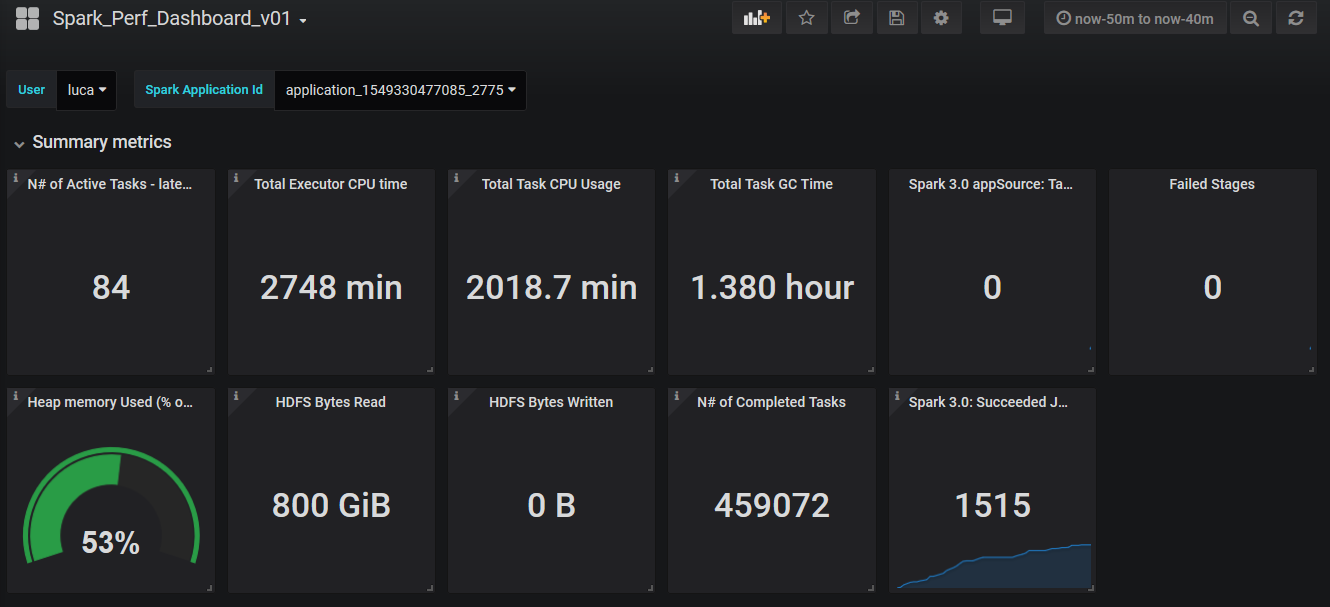 Spark_Perf_Dashboard_v01
now-50m to now-40m
User
luca
Spark Application Id
application_1549330477085_2775
Summary metrics
N# of Active Tasks - late...
Total Executor CPU time
Total Task CPU Usage
Total Task GC Time
Spark 3.0 appSource: Ta...
Failed Stages
84
2748 min
2018.7 min
1.380 hour
0
0
Heap memory Used (% o...
HDFS Bytes Read
HDFS Bytes Written
N# of Completed Tasks
Spark 3.0: Succeeded J...
53%
800 GiB
0 B
459072
1515